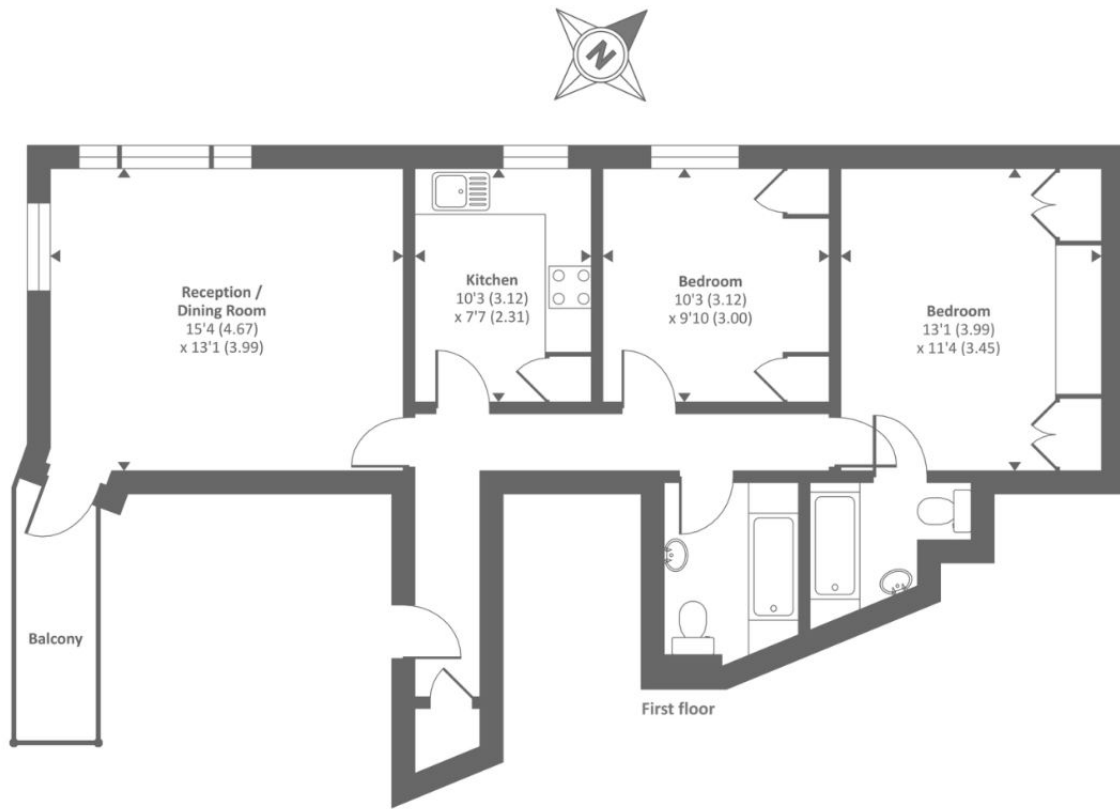 N
Reception /
Dining Room
15'4 (4.67)
x 13'1 (3.99)
Kitchen
10'3 (3.12)
x 7'7 (2.31)
Bedroom
10'3 (3.12)
x 9'10 (3.00)
Bedroom
13'1 (3.99)
x 11'4 (3.45)
Balcony
First floor